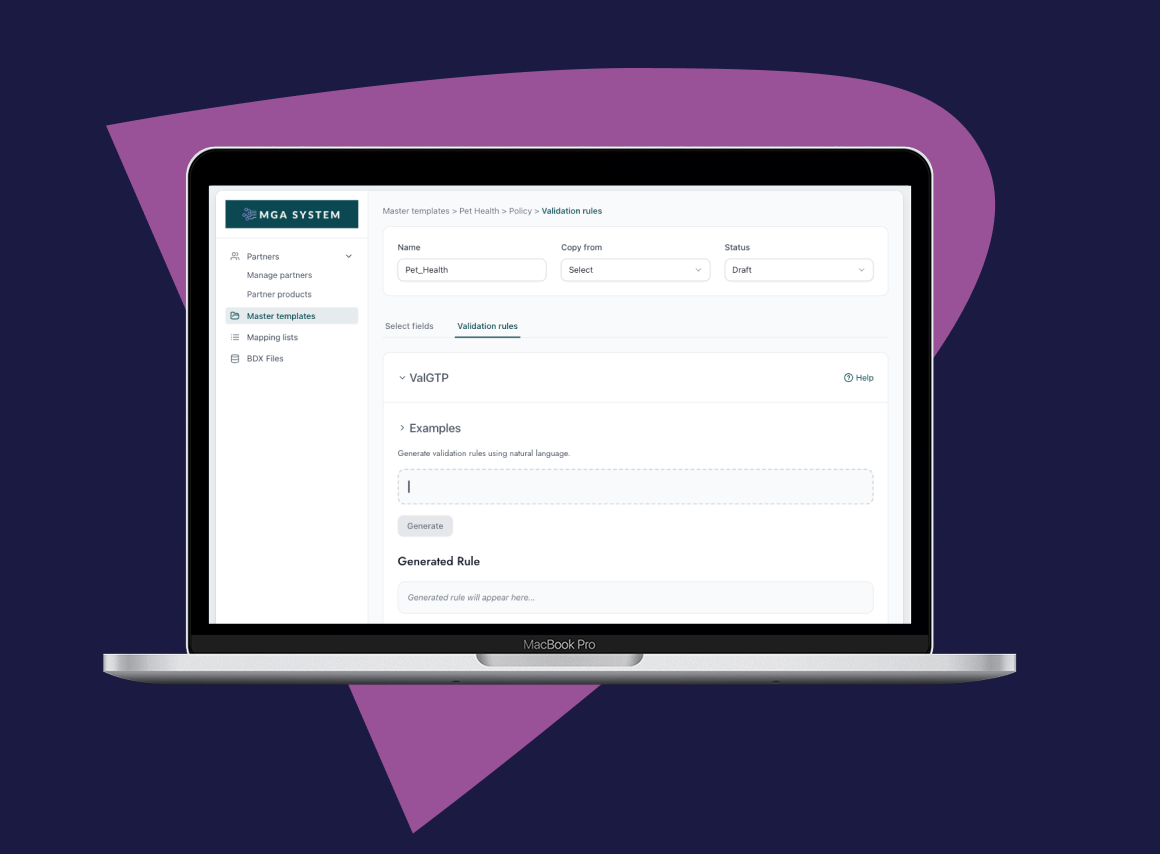 MGA SYSTEM
Partners
Manage partners
Partner products
Master templates
Mapping lists
BDX Files
Master templates > Pet Health > Policy > Validation rules
Name
Copy from
Status
Pet_Health
Select
Draft
Select fields
Validation rules
ValGTP
Help
Examples
Generate validation rules using natural language.
Generate
Generated Rule
Generated rule will appear here...
MacBook Pro